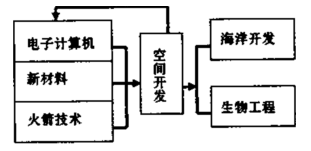 电子计算机
新材料
火箭技术
空间开发
海洋开发
生物工程